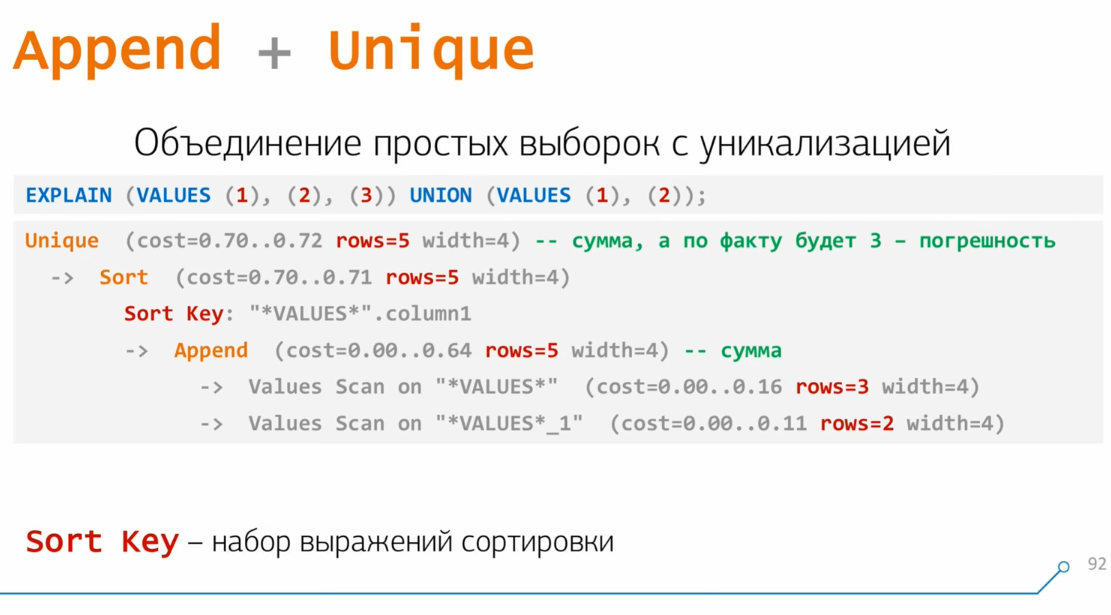 Append + Unique
Объединение простых выборок с уникализацией
EXPLAIN (VALUES (1), (2), (3)) UNION (VALUES (1), (2));
Unique (cost=0.70..0.72 rows=5 width=4) -- сумма, а по факту будет 3 – погрешность
-> Sort (cost=0.70..0.71 rows=5 width=4)
Sort Key: "*VALUES*".column1
-> Append (cost=0.00..0.64 rows=5 width=4) -- сумма
-> Values Scan on "*VALUES*" (cost=0.00..0.16 rows=3 width=4)
-> Values Scan on "*VALUES*_1" (cost=0.00..0.11 rows=2 width=4)
Sort Key – набор выражений сортировки
92